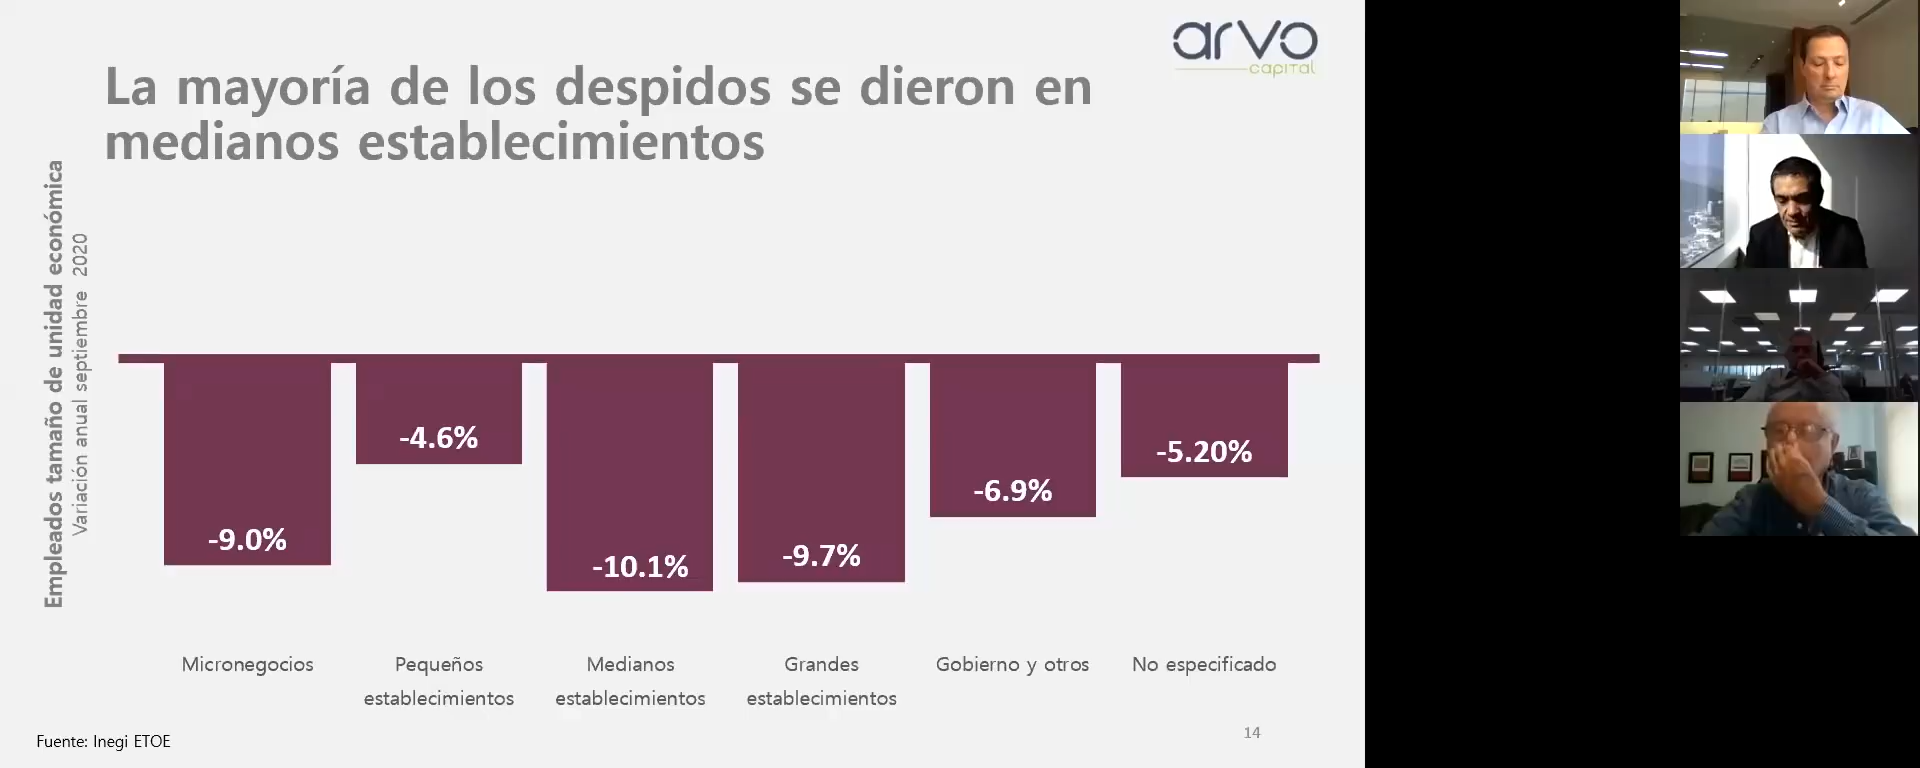 arvo
capital
La mayoría de los despidos se dieron en
medianos establecimientos
Empleados tamaño de unidad económica
Variación anual septiembre 2020
-9.0%
-4.6%
-10.1%
-9.7%
-6.9%
-5.20%
Micronegocios
Pequeños
establecimientos
Medianos
establecimientos
Grandes
establecimientos
Gobierno y otros
No especificado
Fuente: Inegi ETOE
14